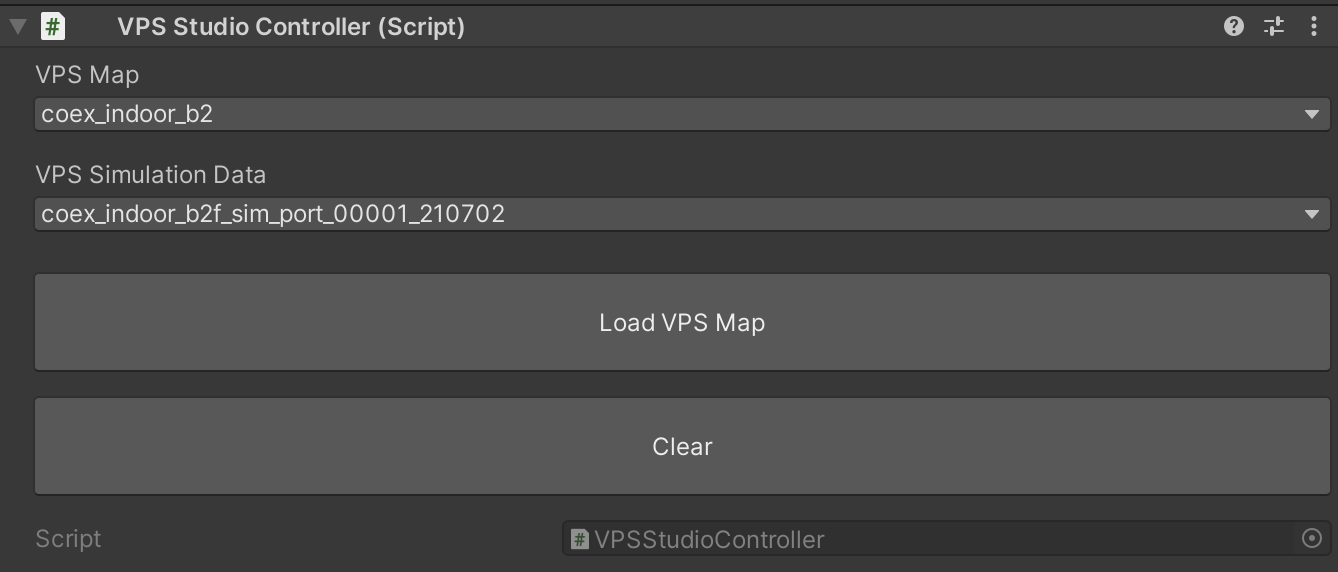 VPS Studio Controller (Script)
VPS Map
coex_indoor_b2
VPS Simulation Data
coex_indoor_b2f_sim_port_00001_210702
Load VPS Map
Clear
Script # VPSStudioController